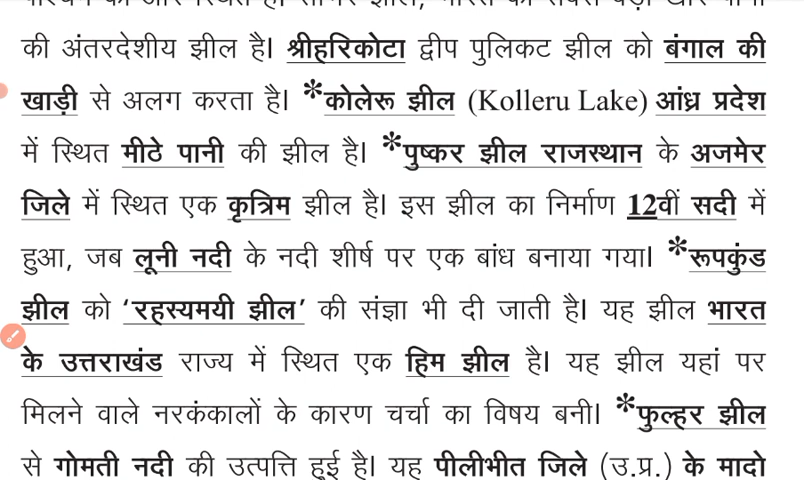 की अंतरदेशीय झील है। श्रीहरिकोटा द्वीप पुलिकट झील को बंगाल की
खाड़ी से अलग करता है। *कोलेरू झील (Kolleru Lake) आंध्र प्रदेश
में स्थित मीठे पानी की झील है। *पुष्कर झील राजस्थान के अजमेर
जिले में स्थित एक कृत्रिम झील है। इस झील का निर्माण 12वीं सदी में
हुआ, जब लूनी नदी के नदी शीर्ष पर एक बांध बनाया गया। *रूपकुंड
झील को ‘रहस्यमयी झील’ की संज्ञा भी दी जाती है। यह झील भारत
के उत्तराखंड राज्य में स्थित एक हिम झील है। यह झील यहां पर
मिलने वाले नरकंकालों के कारण चर्चा का विषय बनी। *फुल्हर झील
से गोमती नदी की उत्पत्ति हुई है। यह पीलीभीत जिले (उ.प्र.) के मादो